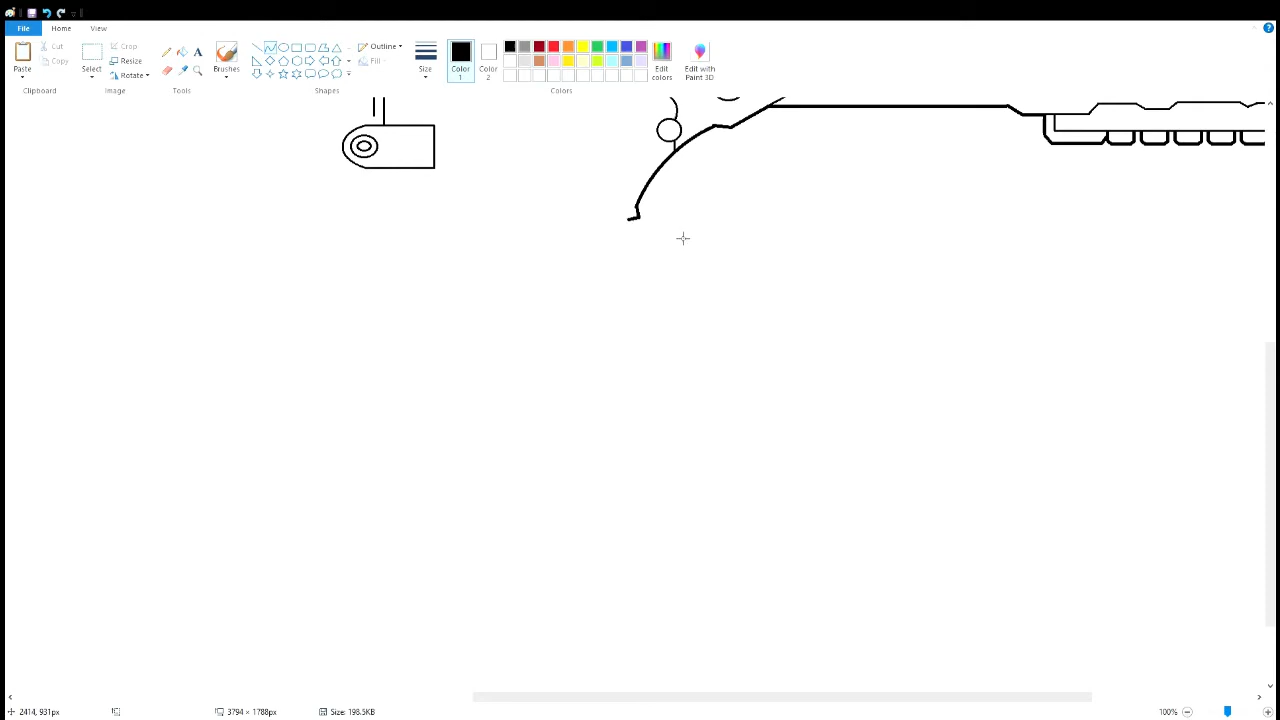 File Home View
Paste Cut Copy Select Crop Resize Rotate A Brushes Outline Fill Size Color 1 Color 2 Edit colors Edit with Paint 3D
Clipboard Image Tools Shapes Colors
2414, 931px 3794 × 1788px Size: 198.5KB 100%